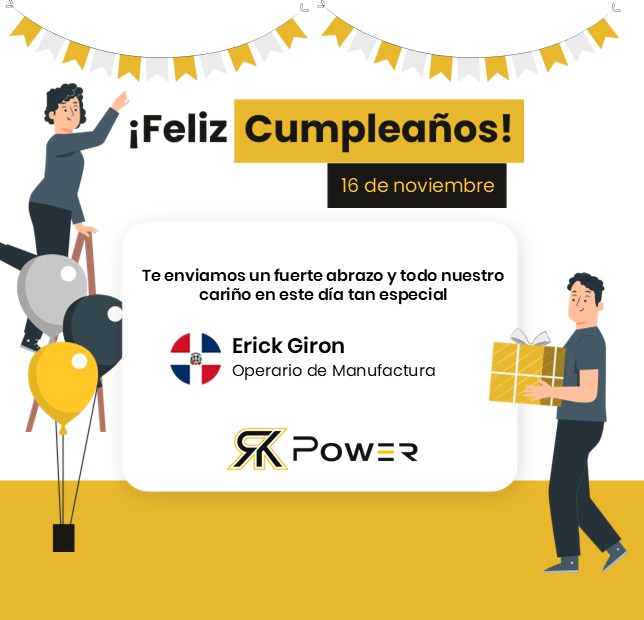 ¡Feliz Cumpleaños!
16 de noviembre
Te enviamos un fuerte abrazo y todo nuestro
cariño en este día tan especial
Erick Giron
Operario de Manufactura
RK Power